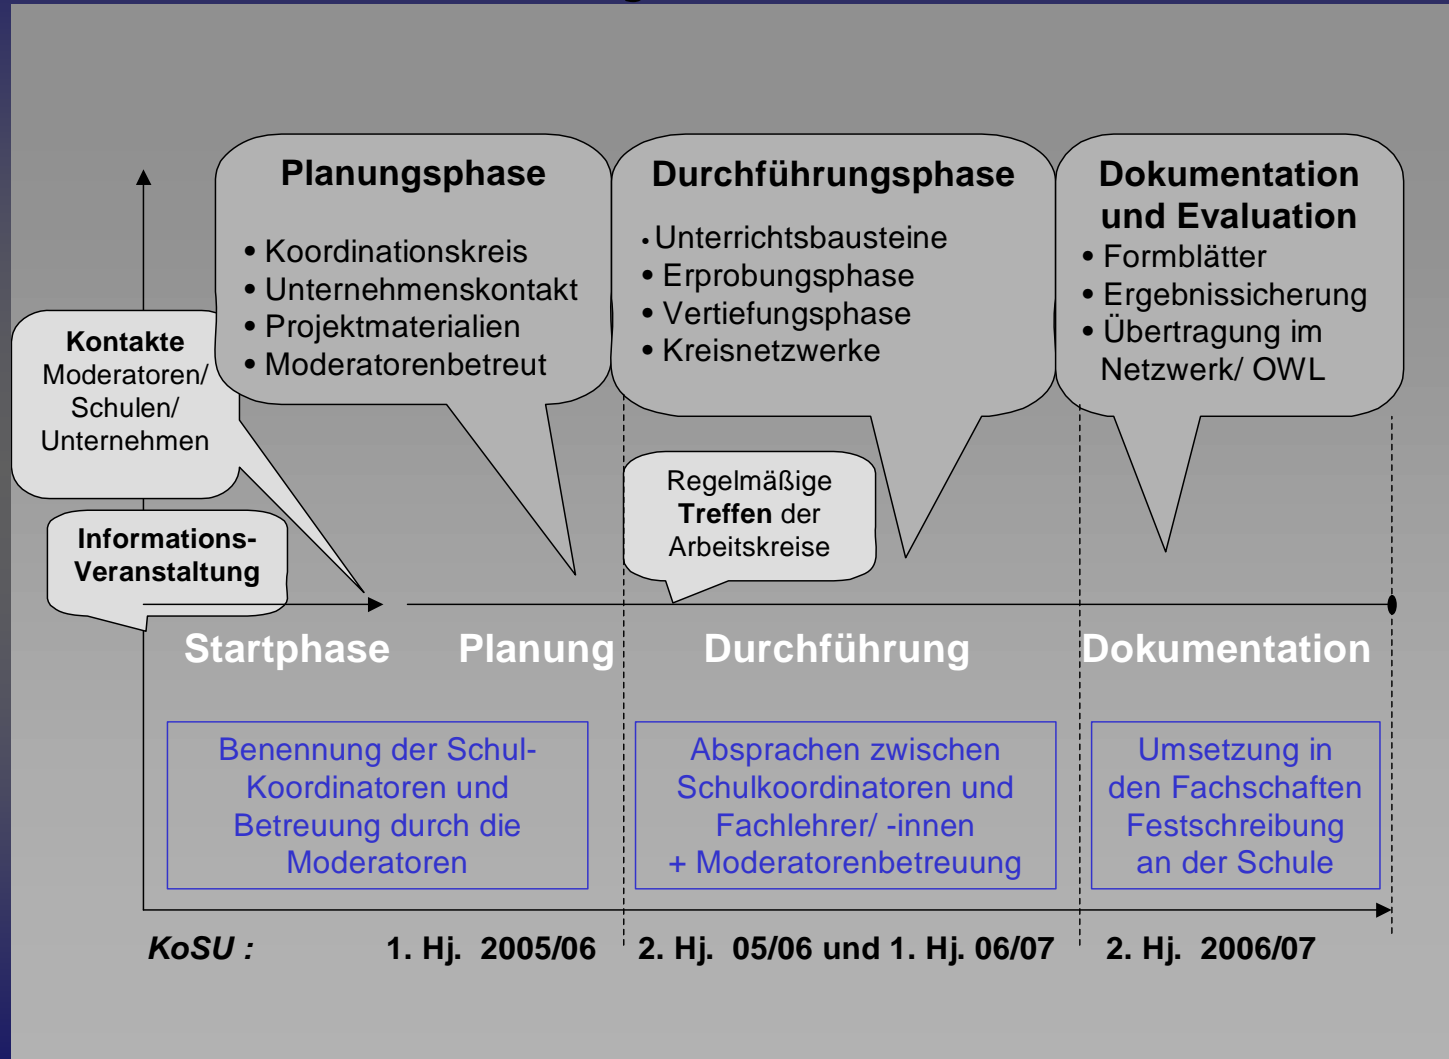 Planungsphase
• Koordinationskreis
• Unternehmenskontakt
• Projektmaterialien
• Moderatorenbetreut
Durchführungsphase
• Unterrichtsbausteine
• Erprobungsphase
• Vertiefungsphase
• Kreisnetzwerke
Dokumentation
und Evaluation
• Formblätter
• Ergebnissicherung
• Übertragung im
Netzwerk/ OWL
Kontakte
Moderatoren/
Schulen/
Unternehmen
Informations-
Veranstaltung
Regelmäßige
Treffen der
Arbeitskreise
Startphase
Planung
Durchführung
Dokumentation
Benennung der Schul-
Koordinatoren und
Betreuung durch die
Moderatoren
Absprachen zwischen
Schulkoordinatoren und
Fachlehrer/ -innen
+ Moderatorenbetreuung
Umsetzung in
den Fachschaften
Festschreibung
an der Schule
KoSU :
1. Hj. 2005/06
2. Hj. 05/06 und 1. Hj. 06/07
2. Hj. 2006/07